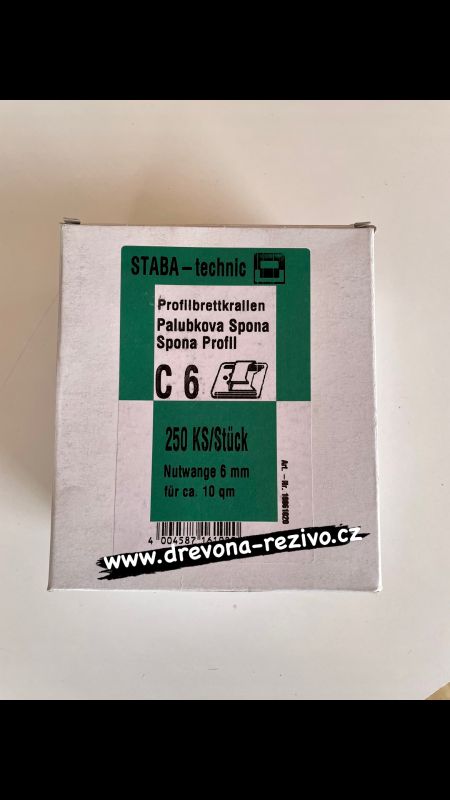 STABA-technic
Profilbrettkrallen
Palubkova Spona
Spona Profil
C 6
250 KS/Stück
Nutwange 6 mm
für ca. 10 qm
Art. - Nr.
www.drevona-rezivo.cz
4 004587